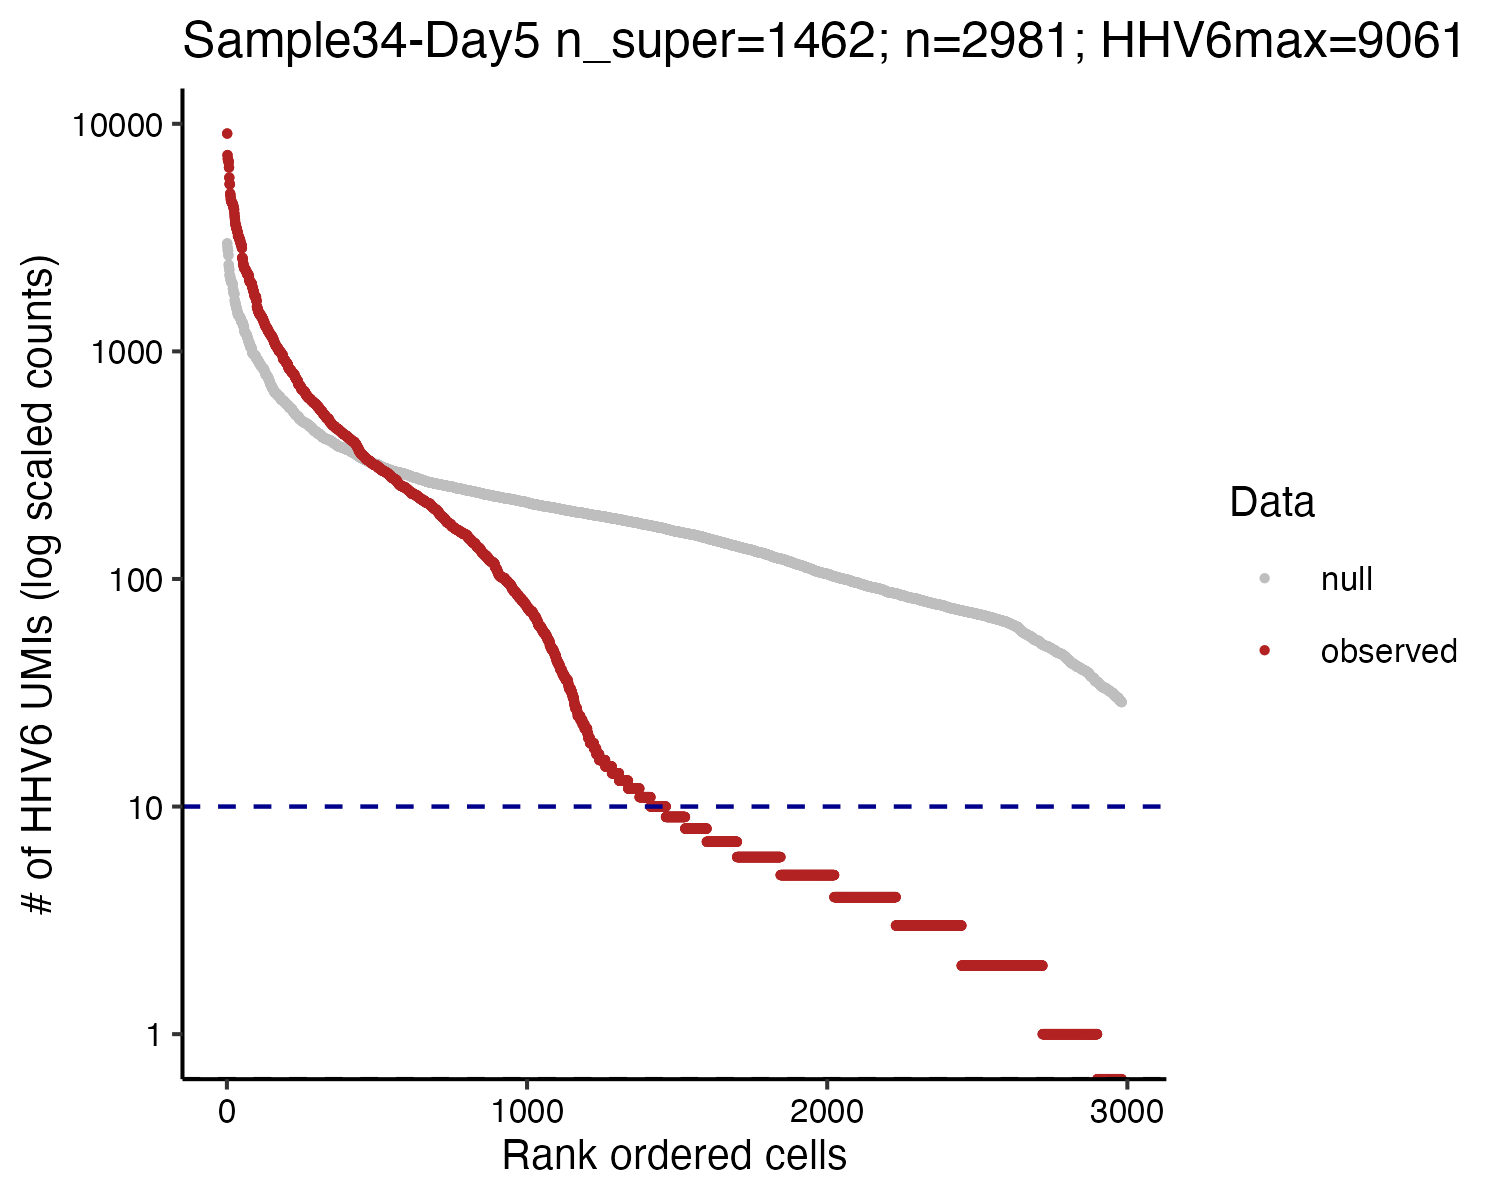 Sample34-Day5 n_super=1462; n=2981; HHV6max=9061
# of HHV6 UMIs (log scaled counts)
10000
1000
100
10
1
0
1000
2000
3000
Rank ordered cells
Data
null
observed